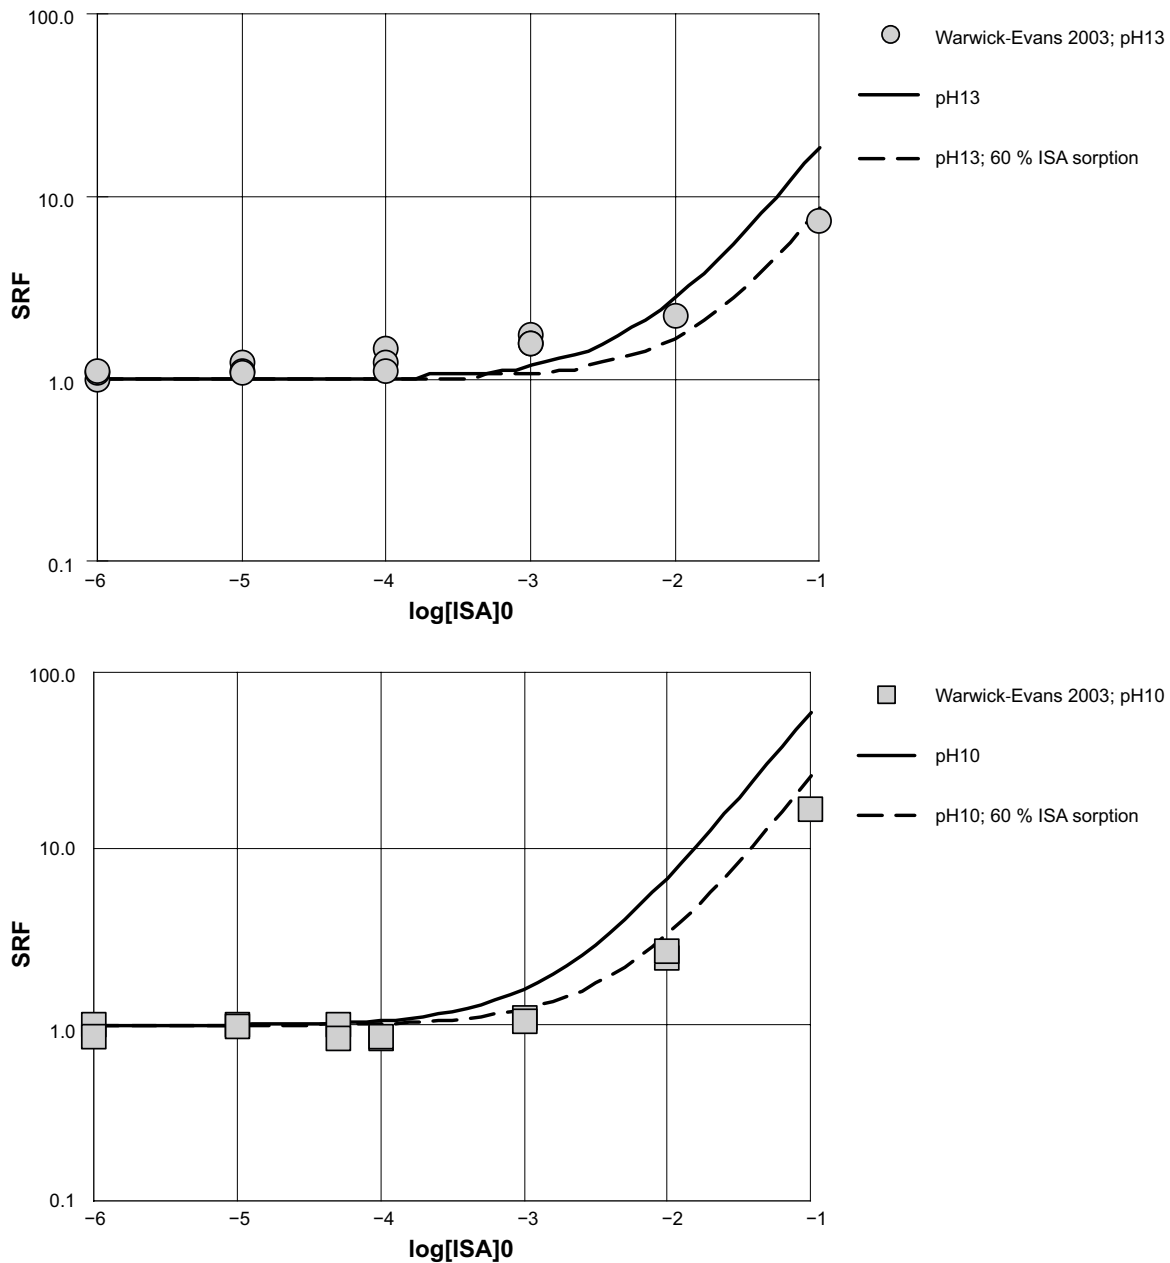 100.0
10.0
1.0
0.1
SRF
−6 −5 −4 −3 −2 −1
log[ISA]0
Warwick-Evans 2003; pH13
pH13
pH13; 60 % ISA sorption
100.0
10.0
1.0
0.1
SRF
−6 −5 −4 −3 −2 −1
log[ISA]0
Warwick-Evans 2003; pH10
pH10
pH10; 60 % ISA sorption